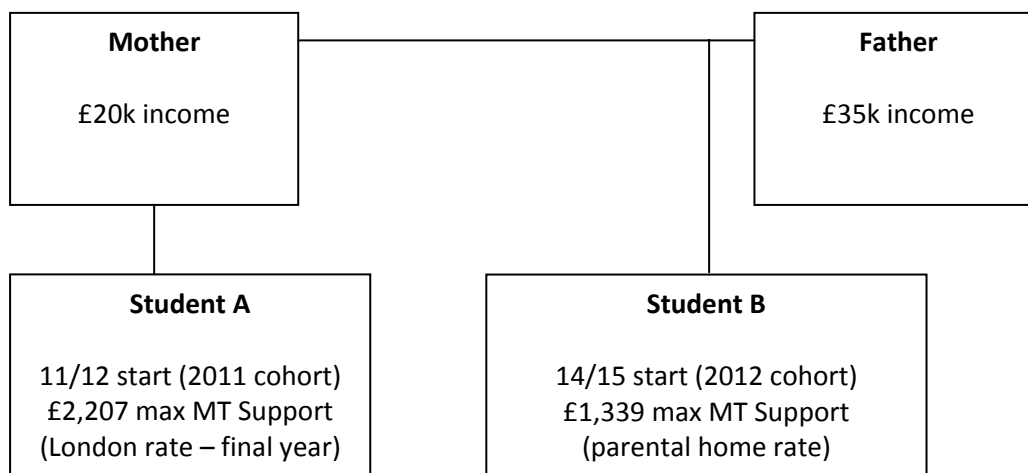 Mother
£20k income
Father
£35k income
Student A
11/12 start (2011 cohort)
£2,207 max MT Support
(London rate – final year)
Student B
14/15 start (2012 cohort)
£1,339 max MT Support
(parental home rate)